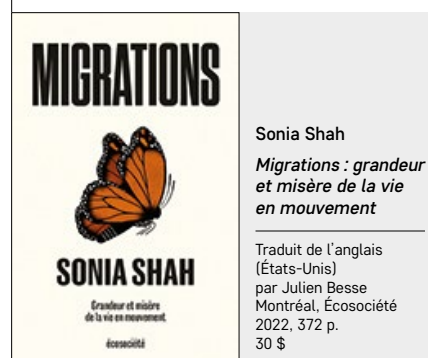 MIGRATIONS
SONIA SHAH
Grandeur et misère
de la vie en mouvement
écosociété
Sonia Shah
Migrations : grandeur
et misère de la vie
en mouvement
Traduit de l'anglais
(États-Unis)
par Julien Besse
Montréal, Écosociété
2022, 372 p.
30 $